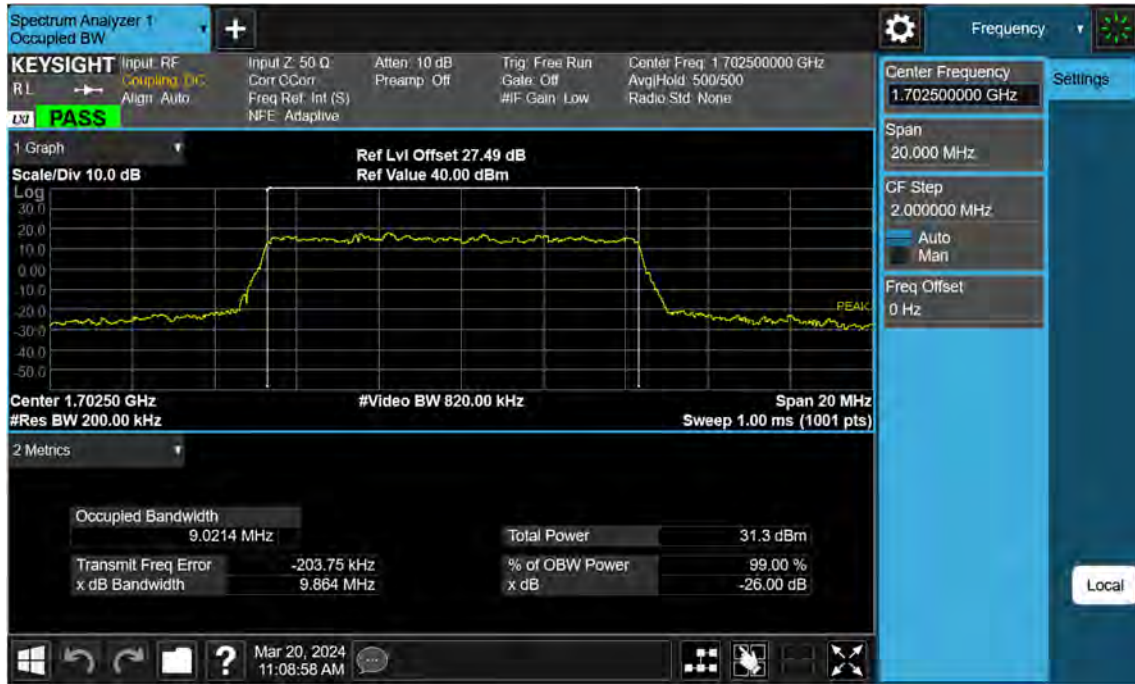 Spectrum Analyzer 1
Occupied BW
+
Frequency
KEYSIGHT
RL
LXI PASS
Input: RF
Coupling: DC
Align: Auto
Input Z: 50 Ω
Corr CCorr
Freq Ref: Int (S)
NFE: Adaptive
Atten: 10 dB
Preamp: Off
Trig: Free Run
Gate: Off
#IF Gain: Low
Center Freq: 1.702500000 GHz
Avg|Hold: 500/500
Radio Std: None
1 Graph
Scale/Div 10.0 dB
Ref Lvl Offset 27.49 dB
Ref Value 40.00 dBm
Log
30.0
20.0
10.0
0.00
-10.0
-20.0
-30.0
-40.0
-50.0
PEAK
Center 1.70250 GHz
#Video BW 820.00 kHz
Span 20 MHz
#Res BW 200.00 kHz
Sweep 1.00 ms (1001 pts)
2 Metrics
Occupied Bandwidth
9.0214 MHz
Total Power 31.3 dBm
Transmit Freq Error -203.75 kHz
% of OBW Power 99.00 %
x dB Bandwidth 9.864 MHz
x dB -26.00 dB
?
Mar 20, 2024
11:08:58 AM
Center Frequency
1.702500000 GHz
Settings
Span
20.000 MHz
CF Step
2.000000 MHz
Auto
Man
Freq Offset
0 Hz
Local